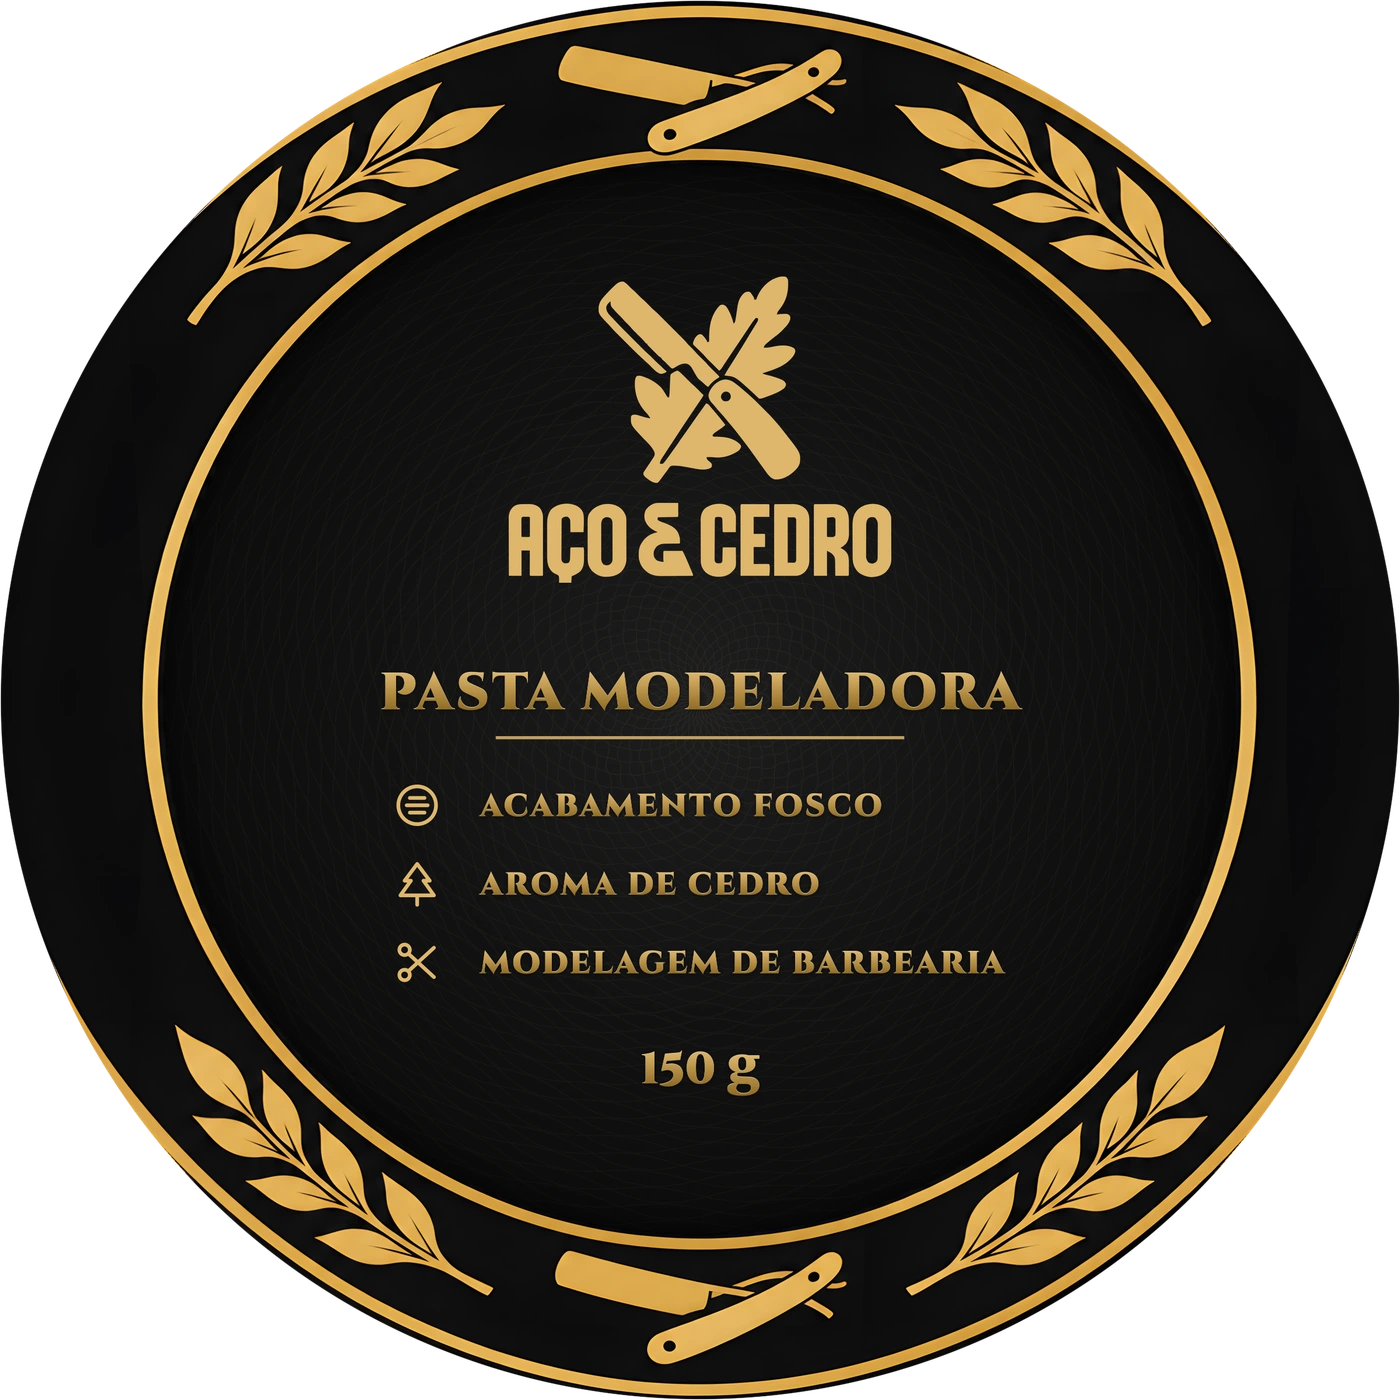 AÇO & CEDRO
PASTA MODELADORA
ACABAMENTO FOSCO
AROMA DE CEDRO
MODELAGEM DE BARBEARIA
150 g